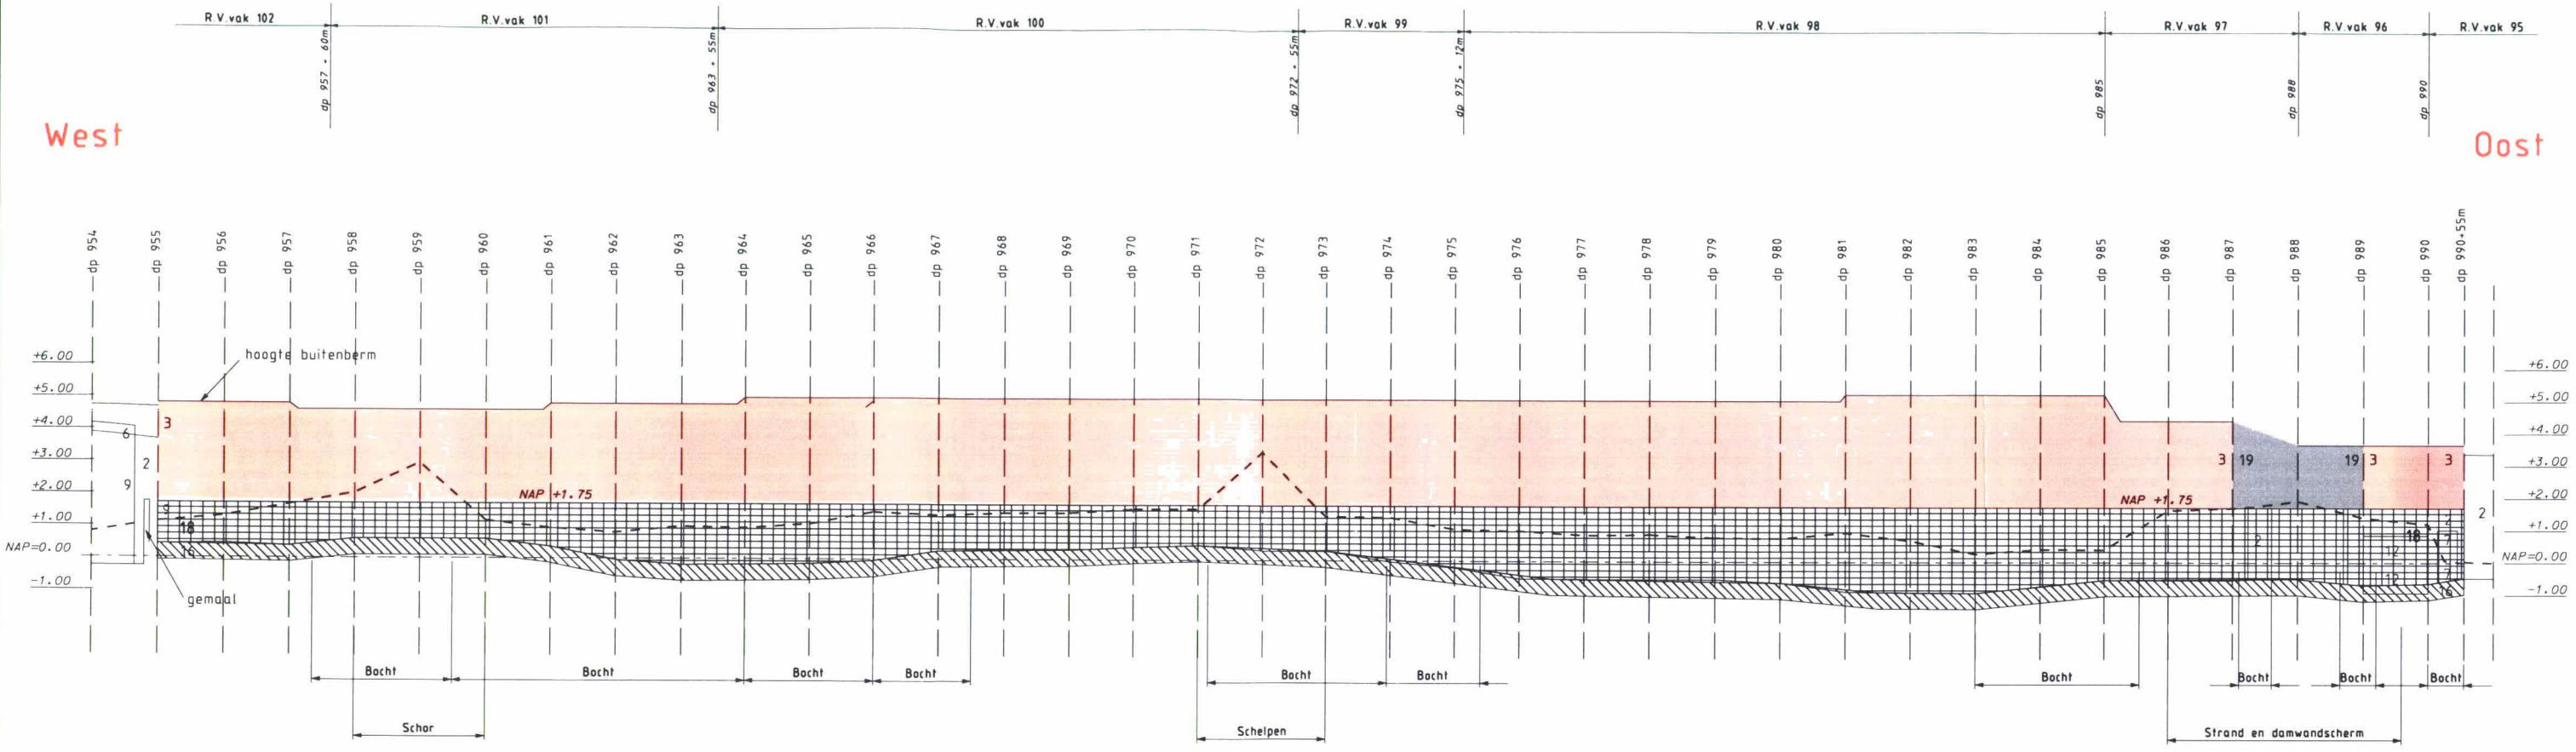 R.V.vak 102
R.V.vak 101
R.V.vak 100
R.V.vak 99
R.V.vak 98
R.V.vak 97
R.V.vak 96
R.V.vak 95
dp 957 - 60m
dp 963 + 55m
dp 972 + 55m
dp 975 + 12m
dp 985
dp 988
dp 990
West
Oost
dp 954
dp 955
dp 956
dp 957
dp 958
dp 959
dp 960
dp 961
dp 962
dp 963
dp 964
dp 965
dp 966
dp 967
dp 968
dp 969
dp 970
dp 971
dp 972
dp 973
dp 974
dp 975
dp 976
dp 977
dp 978
dp 979
dp 980
dp 981
dp 982
dp 983
dp 984
dp 985
dp 986
dp 987
dp 988
dp 989
dp 990
dp 990+55m
hoogte buitenberm
+6.00
+5.00
+4.00
+3.00
+2.00
+1.00
NAP=0.00
-1.00
+6.00
+5.00
+4.00
+3.00
+2.00
+1.00
NAP=0.00
-1.00
6
9
2
3
18
16
NAP +1.75
NAP +1.75
3
19
19
3
3
2
2
18
12
12
7
7
16
2
gemaal
Bocht
Bocht
Bocht
Bocht
Bocht
Bocht
Bocht
Bocht
Bocht
Bocht
Schor
Schelpen
Strand en damwandscherm